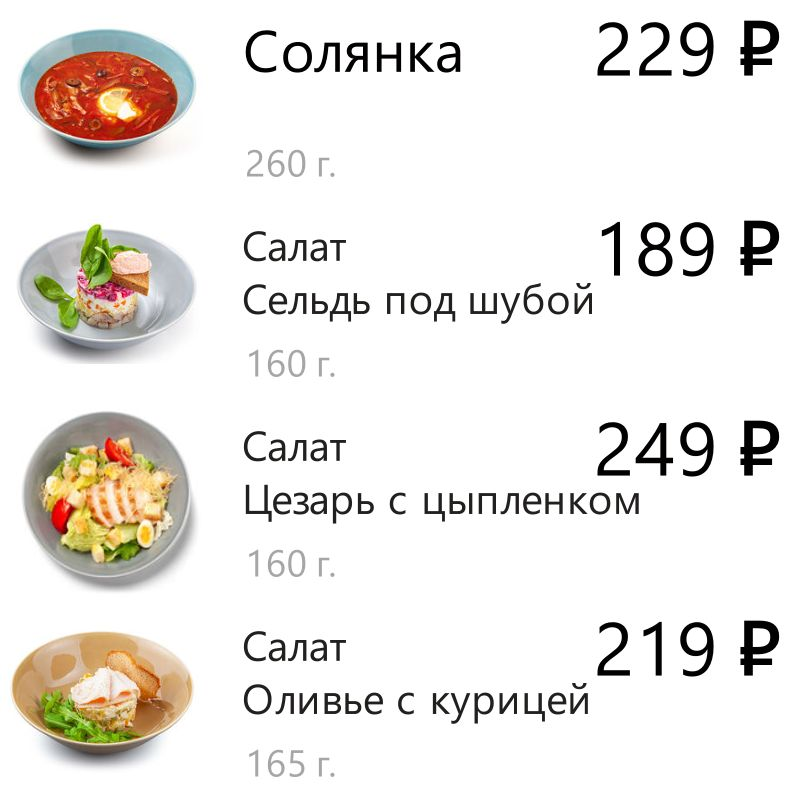 Солянка 229 ₽
260 г.
Салат 189 ₽
Сельдь под шубой
160 г.
Салат 249 ₽
Цезарь с цыпленком
160 г.
Салат 219 ₽
Оливье с курицей
165 г.